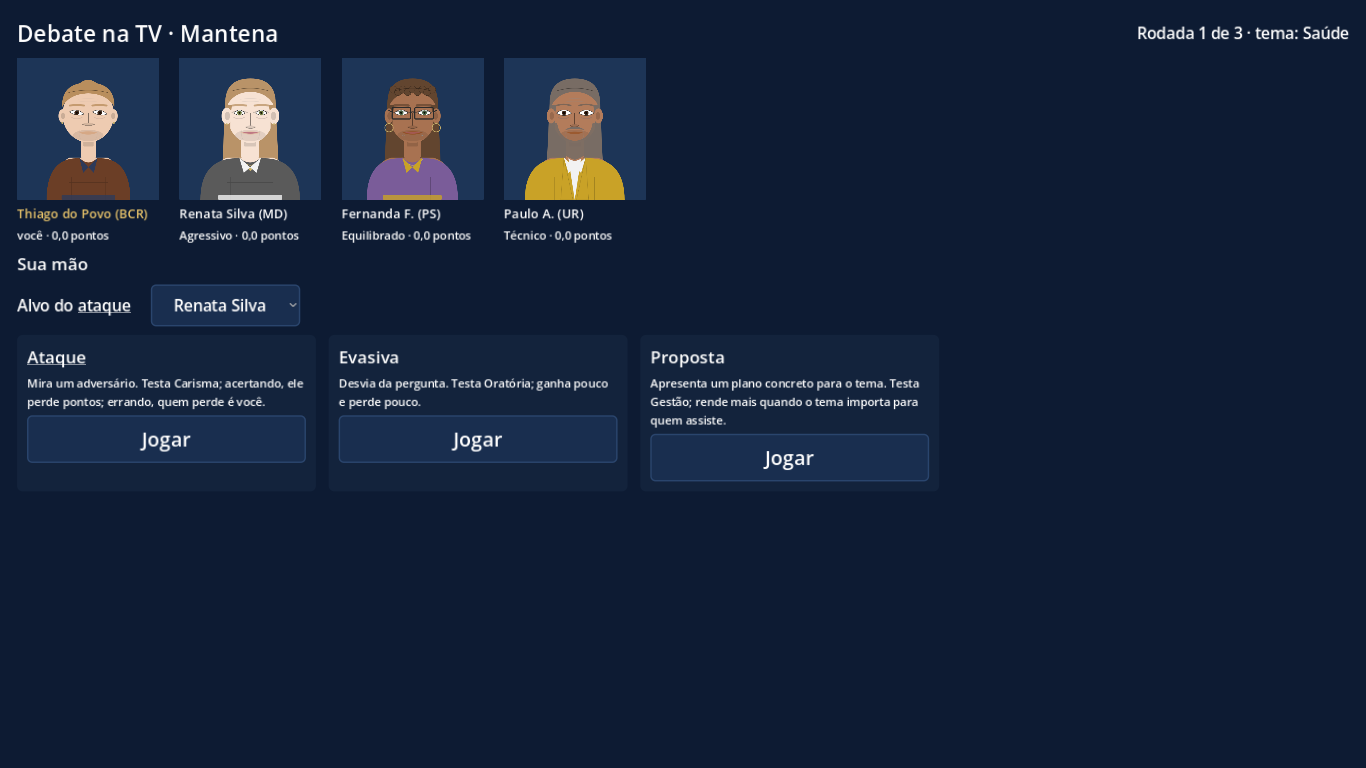 Debate na TV · Mantena
Rodada 1 de 3 · tema: Saúde
Thiago do Povo (BCR)
você · 0,0 pontos
Renata Silva (MD)
Agressivo · 0,0 pontos
Fernanda F. (PS)
Equilibrado · 0,0 pontos
Paulo A. (UR)
Técnico · 0,0 pontos
Sua mão
Alvo do ataque
Renata Silva
Ataque
Mira um adversário. Testa Carisma; acertando, ele
perde pontos; errando, quem perde é você.
Jogar
Evasiva
Desvia da pergunta. Testa Oratória; ganha pouco
e perde pouco.
Jogar
Proposta
Apresenta um plano concreto para o tema. Testa
Gestão; rende mais quando o tema importa para
quem assiste.
Jogar